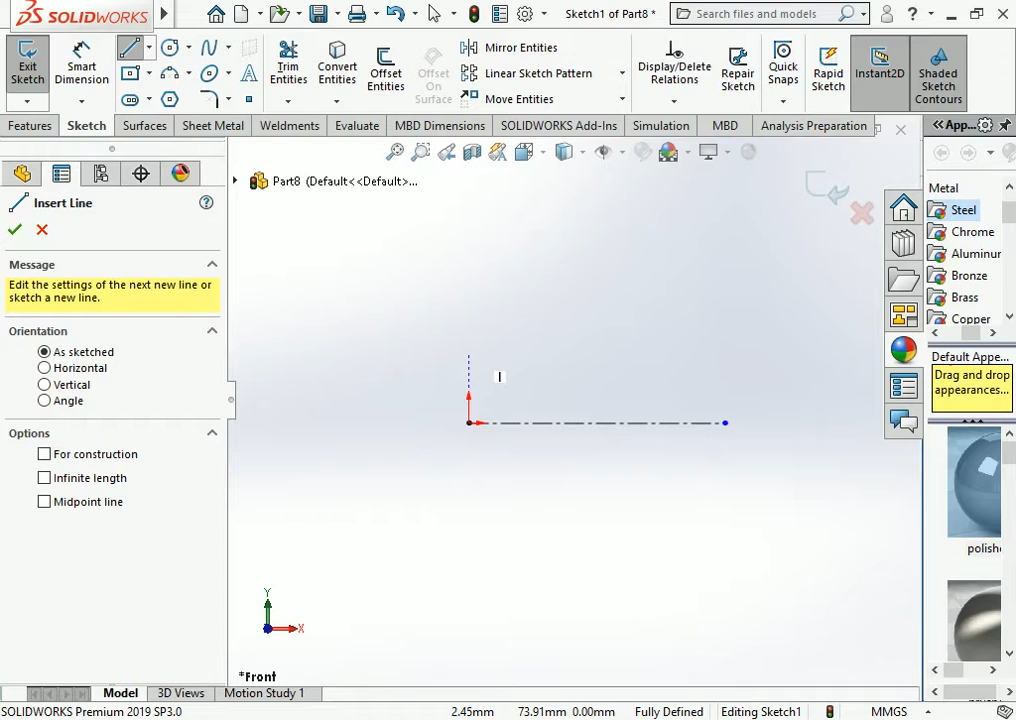 SOLIDWORKS
Sketch1 of Part8 *
Search files and models
?
Exit Sketch
Smart Dimension
Trim Entities
Convert Entities
Offset Entities
Offset On Surface
Mirror Entities
Linear Sketch Pattern
Move Entities
Display/Delete Relations
Repair Sketch
Quick Snaps
Rapid Sketch
Instant2D
Shaded Sketch Contours
Features
Sketch
Surfaces
Sheet Metal
Weldments
Evaluate
MBD Dimensions
SOLIDWORKS Add-Ins
Simulation
MBD
Analysis Preparation
App...
Part8 (Default<<Default>...
Insert Line
?
Message
Edit the settings of the next new line or
sketch a new line.
Orientation
As sketched
Horizontal
Vertical
Angle
Options
For construction
Infinite length
Midpoint line
Metal
Steel
Chrome
Aluminur
Bronze
Brass
Copper
Default Appe...
Drag and drop
appearances...
polishe
Y
X
*Front
Model
3D Views
Motion Study 1
SOLIDWORKS Premium 2019 SP3.0
2.45mm
73.91mm 0.00mm
Fully Defined
Editing Sketch1
MMGS